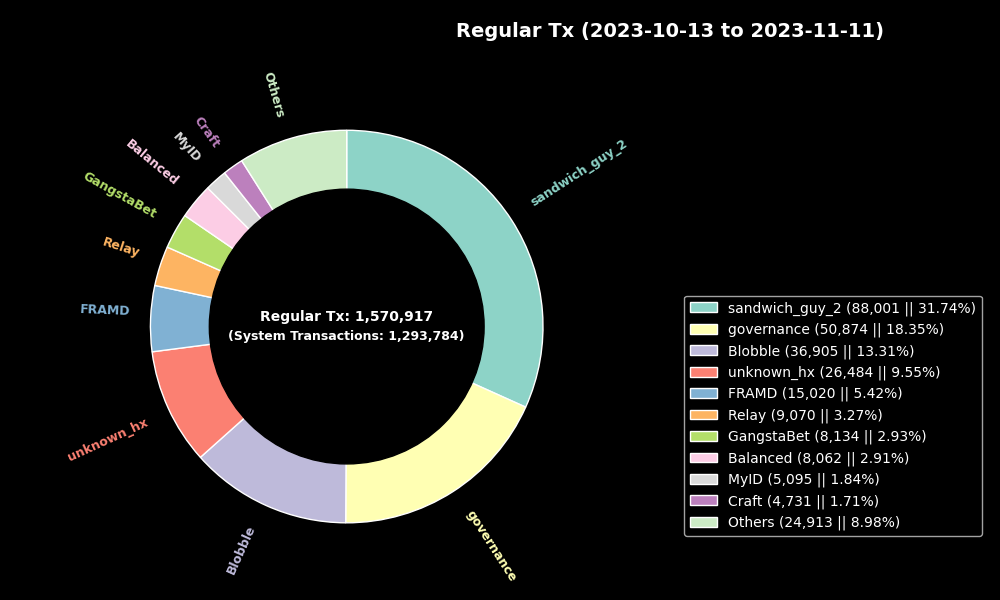 Regular Tx (2023-10-13 to 2023-11-11)
Others
Craft
MyID
Balanced
GangstaBet
Relay
FRAMD
unknown_hx
Blobble
governance
sandwich_guy_2
Regular Tx: 1,570,917
(System Transactions: 1,293,784)
sandwich_guy_2 (88,001 || 31.74%)
governance (50,874 || 18.35%)
Blobble (36,905 || 13.31%)
unknown_hx (26,484 || 9.55%)
FRAMD (15,020 || 5.42%)
Relay (9,070 || 3.27%)
GangstaBet (8,134 || 2.93%)
Balanced (8,062 || 2.91%)
MyID (5,095 || 1.84%)
Craft (4,731 || 1.71%)
Others (24,913 || 8.98%)